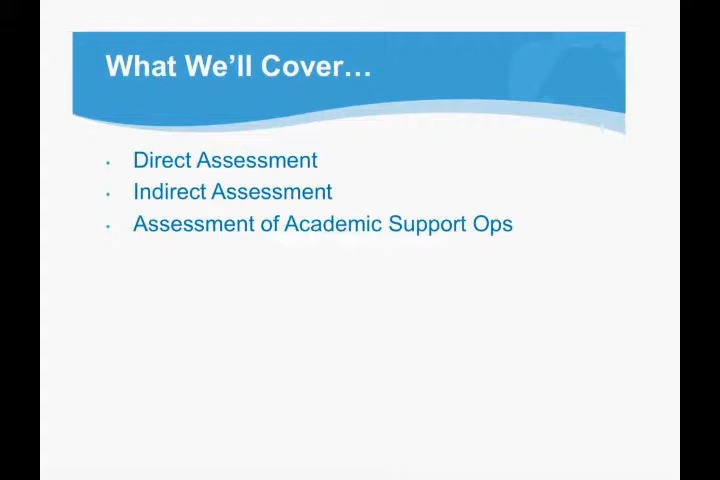 What We’ll Cover…
Direct Assessment
Indirect Assessment
Assessment of Academic Support Ops